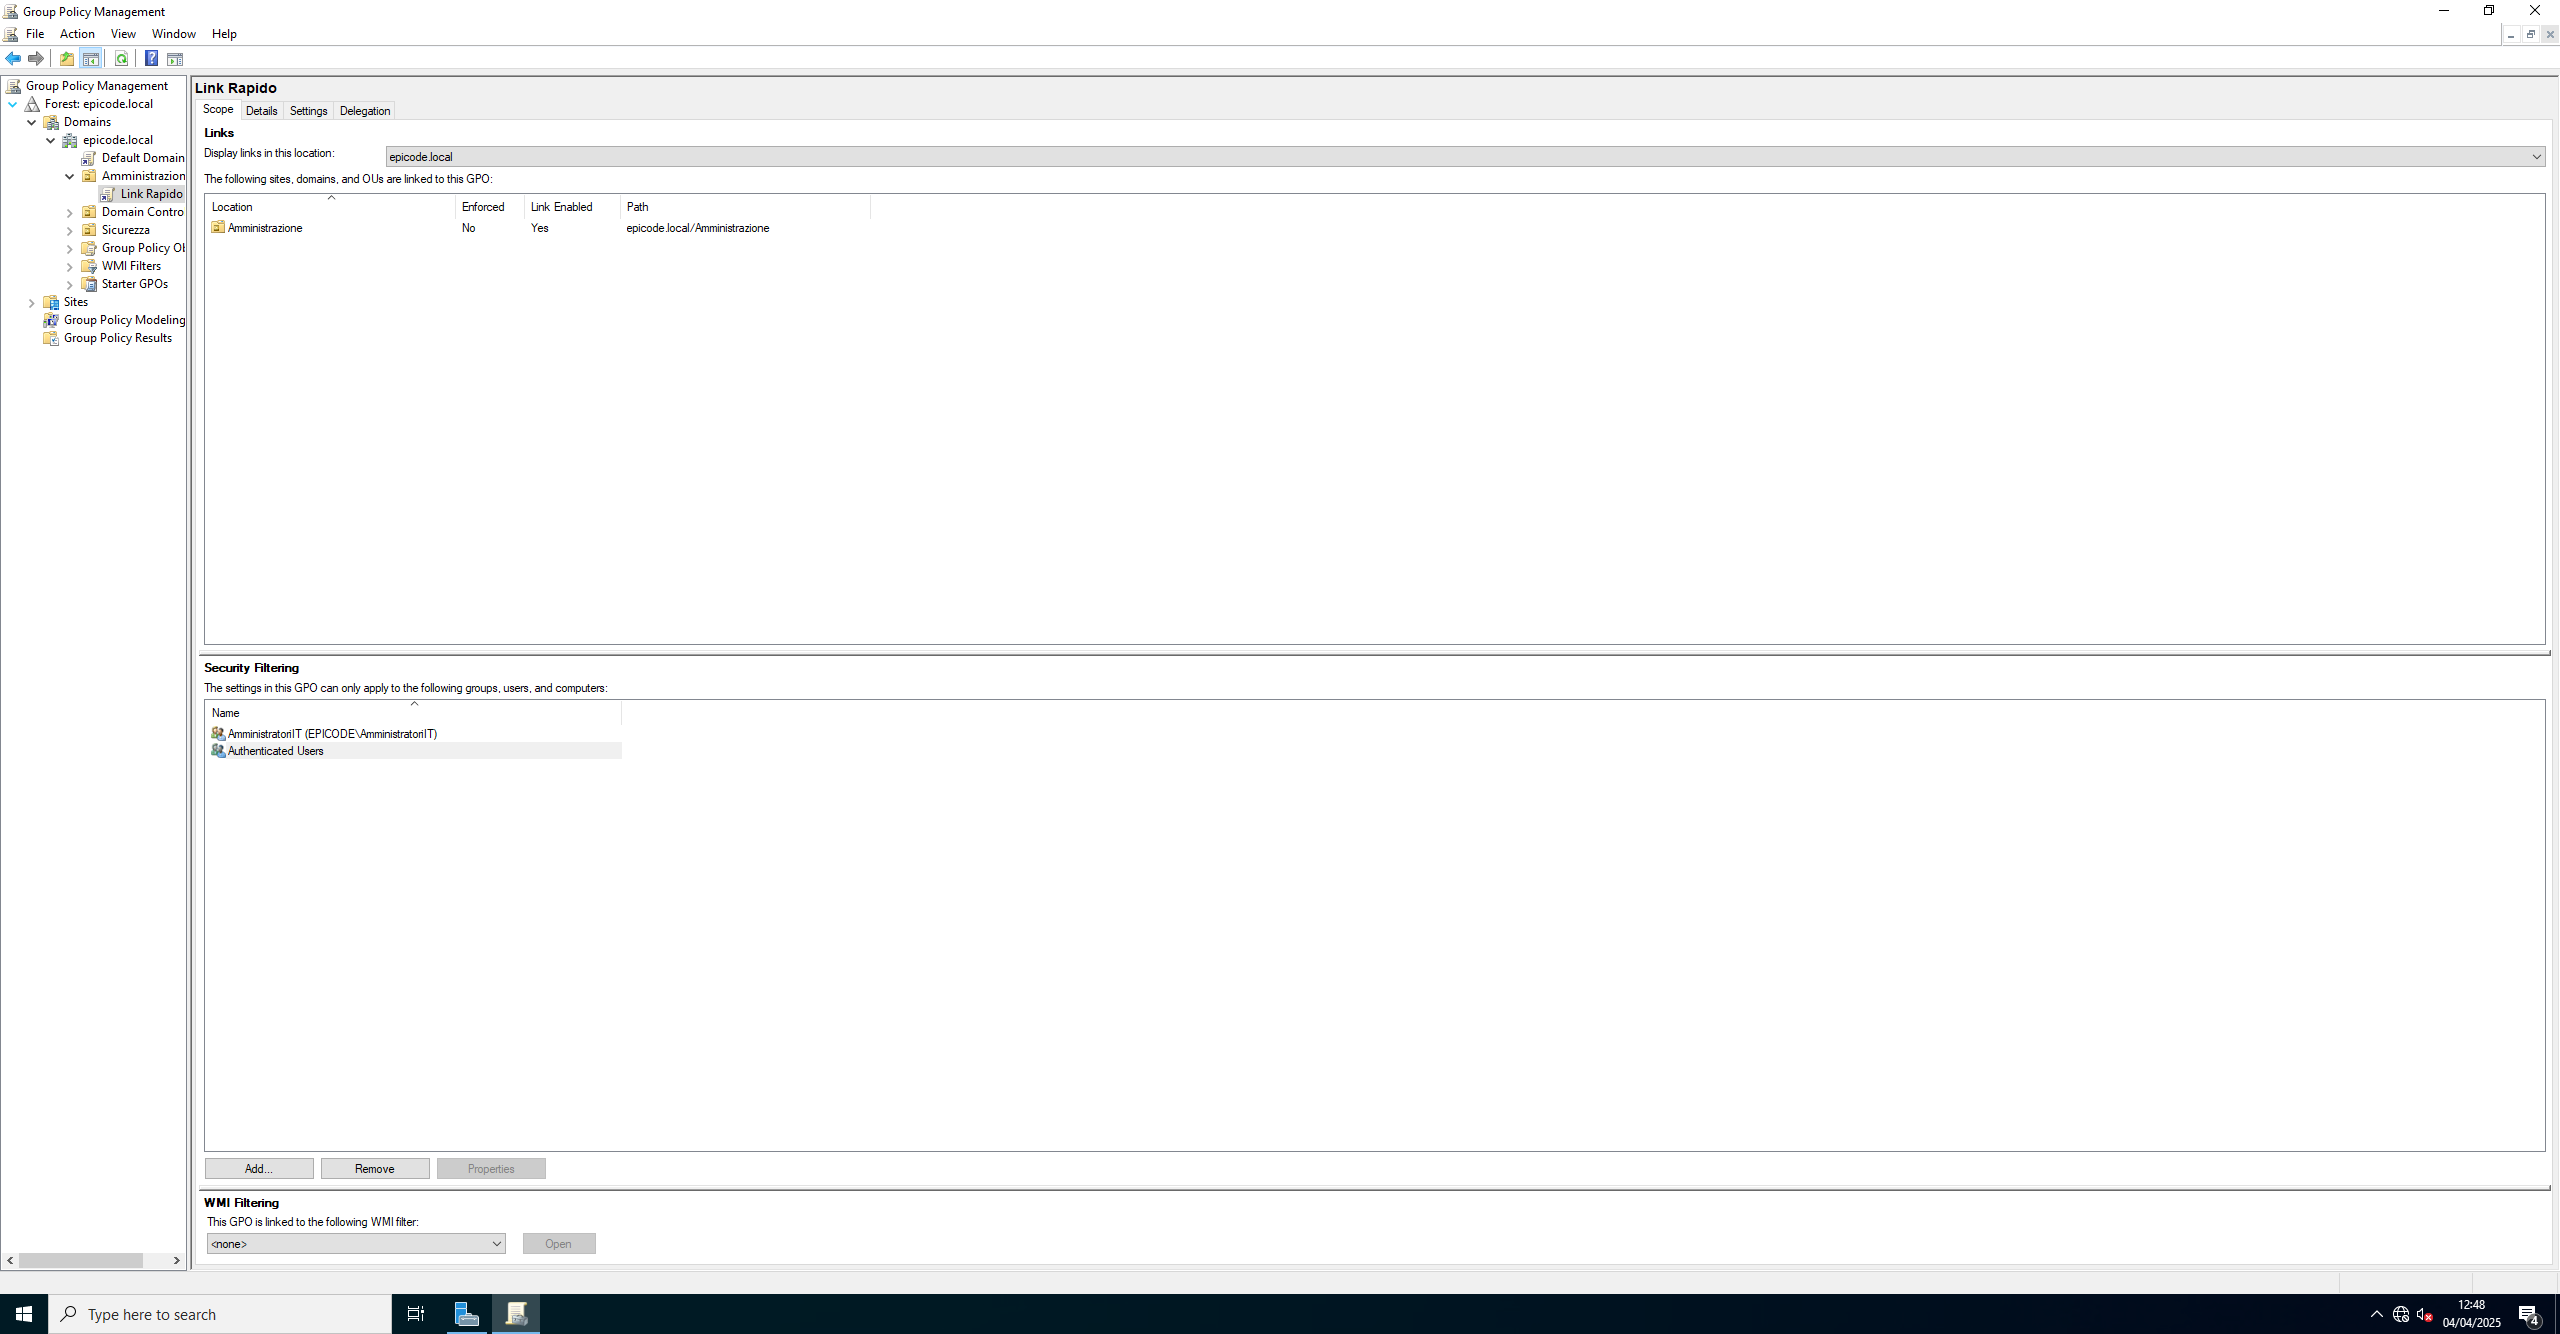 Group Policy Management
File Action View Window Help
Group Policy Management
Forest: epicode.local
Domains
epicode.local
Default Domain
Amministrazion
Link Rapido
Domain Contro
Sicurezza
Group Policy Ob
WMI Filters
Starter GPOs
Sites
Group Policy Modeling
Group Policy Results
Link Rapido
Scope Details Settings Delegation
Links
Display links in this location: epicode.local
The following sites, domains, and OUs are linked to this GPO:
Location Enforced Link Enabled Path
Amministrazione No Yes epicode.local/Amministrazione
Security Filtering
The settings in this GPO can only apply to the following groups, users, and computers:
Name
AmministratoriIT (EPICODE\AmministratoriIT)
Authenticated Users
Add... Remove Properties
WMI Filtering
This GPO is linked to the following WMI filter:
<none> Open
Type here to search
12:48
04/04/2025
4